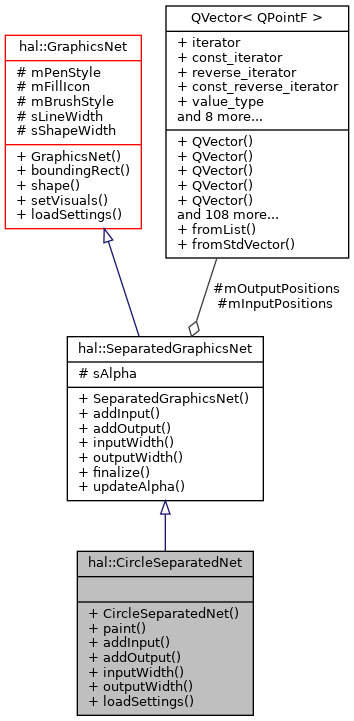 QVector< QPointF >
+ iterator
+ const_iterator
+ reverse_iterator
+ const_reverse_iterator
+ value_type
and 8 more...
+ QVector()
+ QVector()
+ QVector()
+ QVector()
+ QVector()
and 108 more...
+ fromList()
+ fromStdVector()
hal::GraphicsNet
# mPenStyle
# mFillIcon
# mBrushStyle
# sLineWidth
# sShapeWidth
+ GraphicsNet()
+ boundingRect()
+ shape()
+ setVisuals()
+ loadSettings()
#mOutputPositions
#mInputPositions
hal::SeparatedGraphicsNet
# sAlpha
+ SeparatedGraphicsNet()
+ addInput()
+ addOutput()
+ inputWidth()
+ outputWidth()
+ finalize()
+ updateAlpha()
hal::CircleSeparatedNet
+ CircleSeparatedNet()
+ paint()
+ addInput()
+ addOutput()
+ inputWidth()
+ outputWidth()
+ loadSettings()